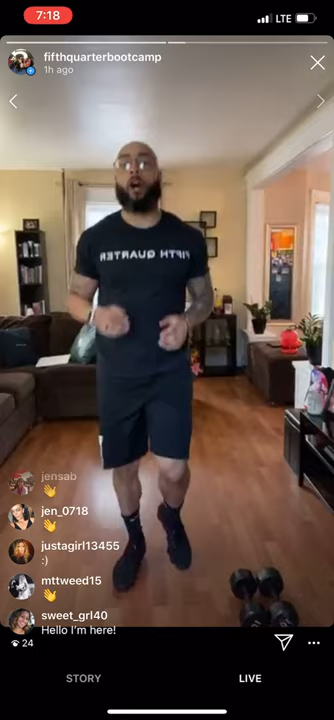 7:18
LTE
fifthquarterbootcamp
1h ago
FIFTH QUARTER
jensab
👋
jen_0718
👋
justagirl13455
:)
mttweed15
👋
sweet_grl40
Hello I'm here!
24
STORY
LIVE